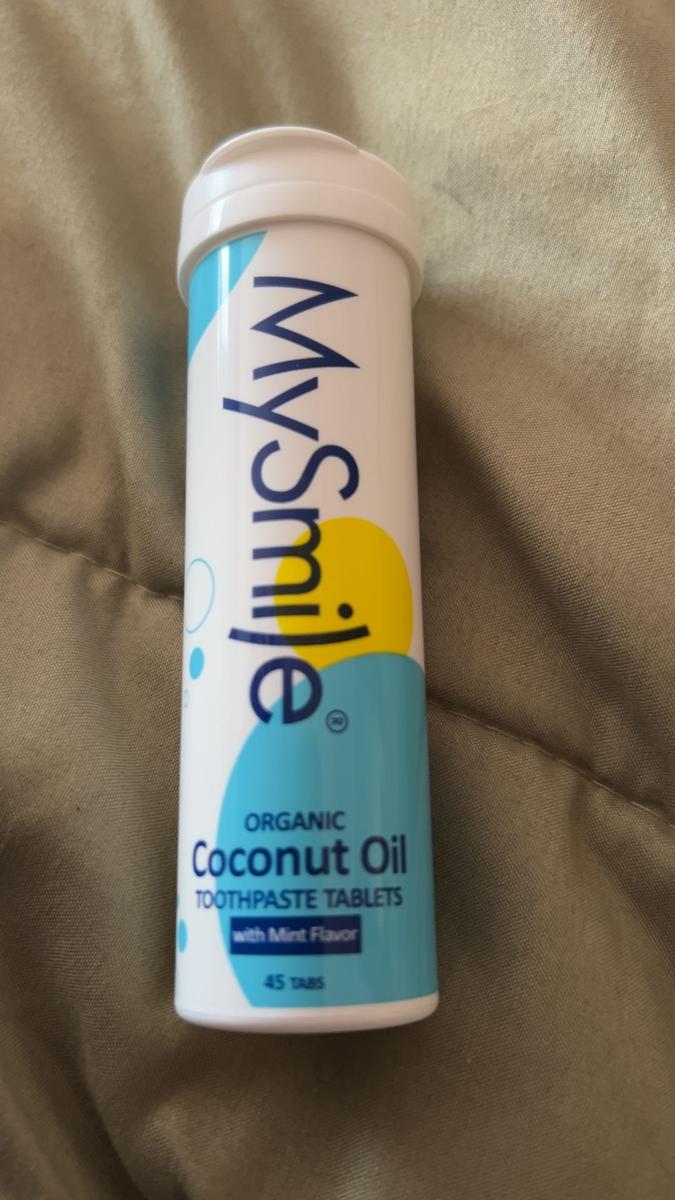 MySmile®
ORGANIC
Coconut Oil
TOOTHPASTE TABLETS
with Mint Flavor
45 TABS